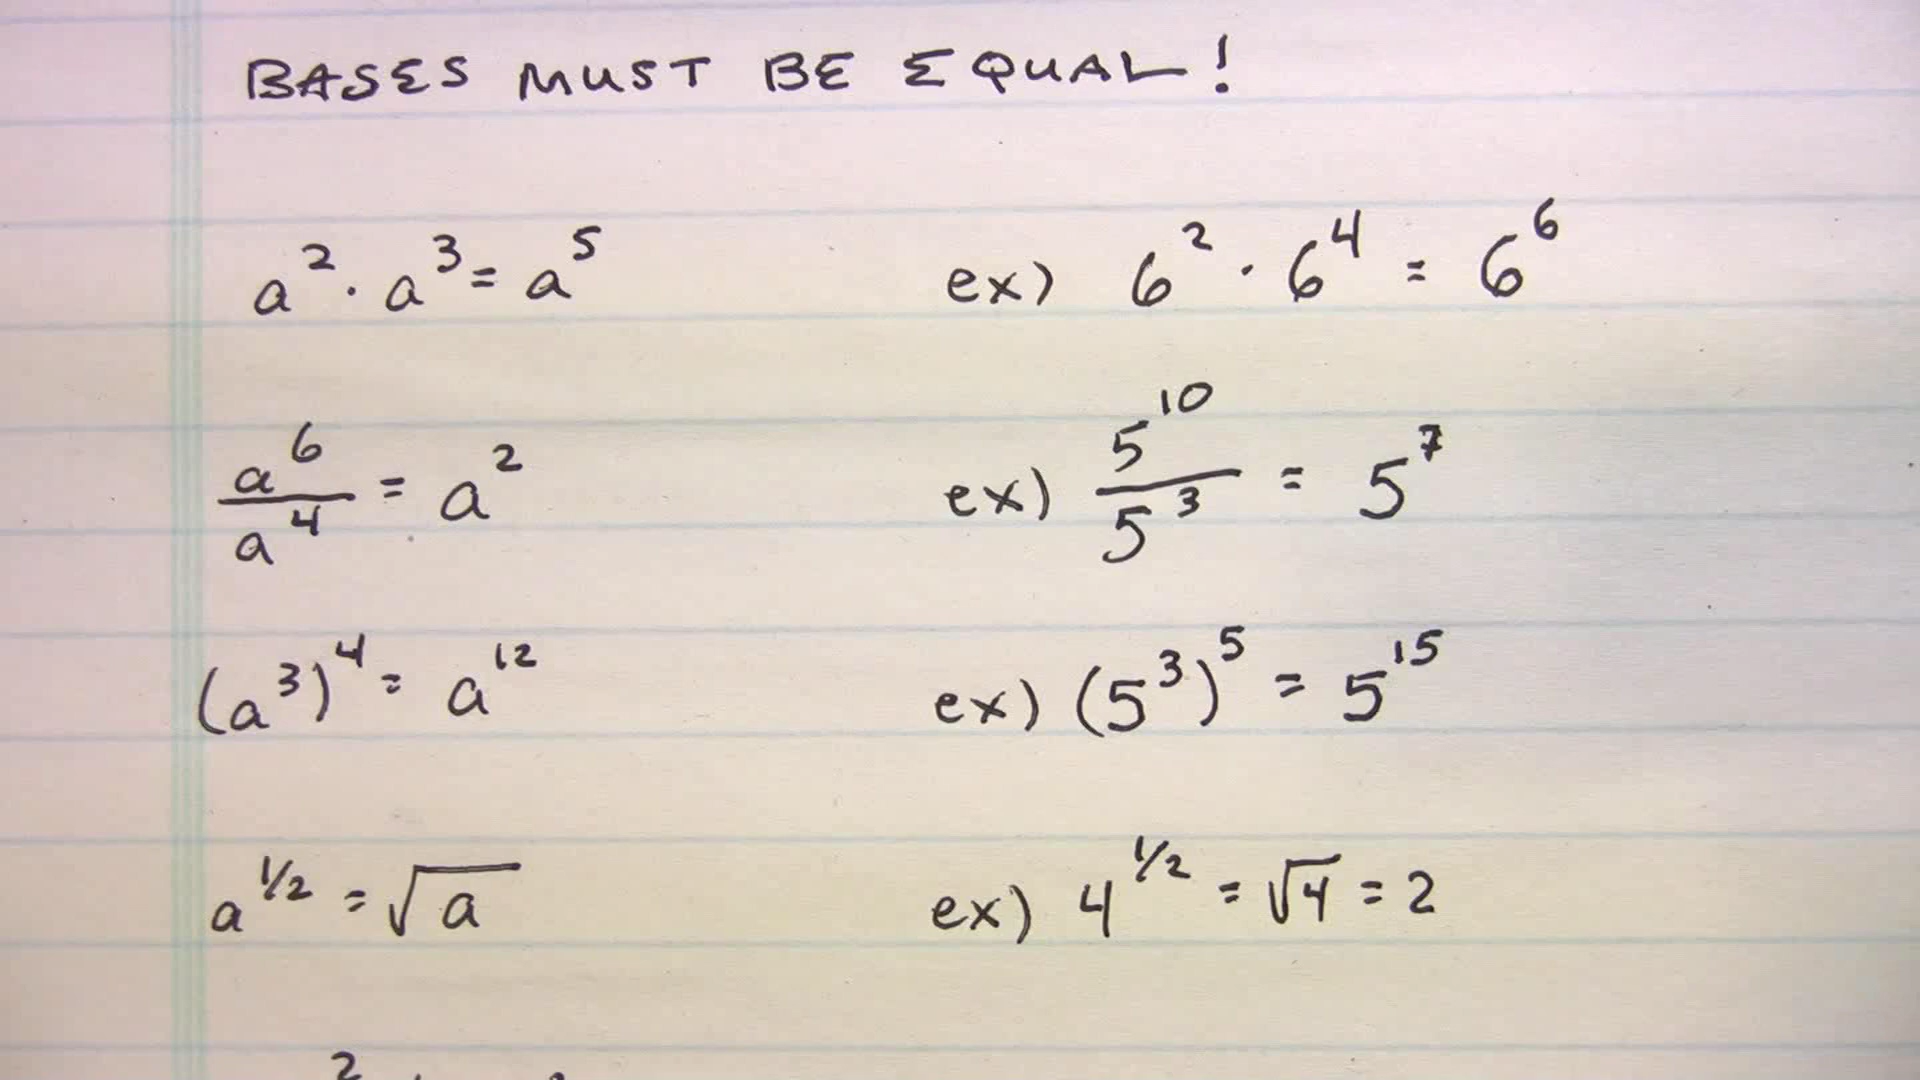 BASES MUST BE EQUAL!
a² · a³ = a⁵ ex) 6² · 6⁴ = 6⁶
a⁶/a⁴ = a² ex) 5¹⁰/5³ = 5⁷
(a³)⁴ = a¹² ex) (5³)⁵ = 5¹⁵
a^1/2 = √a ex) 4^1/2 = √4 = 2
2